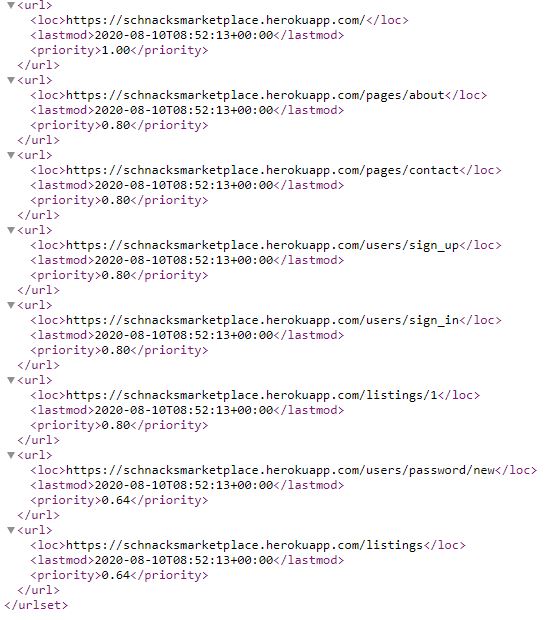 <url>
<loc>https://schnacksmarketplace.herokuapp.com/</loc>
<lastmod>2020-08-10T08:52:13+00:00</lastmod>
<priority>1.00</priority>
</url>
<url>
<loc>https://schnacksmarketplace.herokuapp.com/pages/about</loc>
<lastmod>2020-08-10T08:52:13+00:00</lastmod>
<priority>0.80</priority>
</url>
<url>
<loc>https://schnacksmarketplace.herokuapp.com/pages/contact</loc>
<lastmod>2020-08-10T08:52:13+00:00</lastmod>
<priority>0.80</priority>
</url>
<url>
<loc>https://schnacksmarketplace.herokuapp.com/users/sign_up</loc>
<lastmod>2020-08-10T08:52:13+00:00</lastmod>
<priority>0.80</priority>
</url>
<url>
<loc>https://schnacksmarketplace.herokuapp.com/users/sign_in</loc>
<lastmod>2020-08-10T08:52:13+00:00</lastmod>
<priority>0.80</priority>
</url>
<url>
<loc>https://schnacksmarketplace.herokuapp.com/listings/1</loc>
<lastmod>2020-08-10T08:52:13+00:00</lastmod>
<priority>0.80</priority>
</url>
<url>
<loc>https://schnacksmarketplace.herokuapp.com/users/password/new</loc>
<lastmod>2020-08-10T08:52:13+00:00</lastmod>
<priority>0.64</priority>
</url>
<url>
<loc>https://schnacksmarketplace.herokuapp.com/listings</loc>
<lastmod>2020-08-10T08:52:13+00:00</lastmod>
<priority>0.64</priority>
</url>
</urlset>